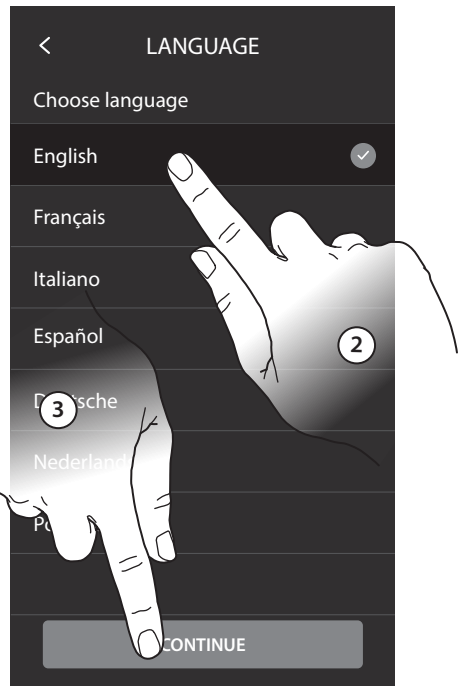 < LANGUAGE
Choose language
English
Français
Italiano
Español
2
3
CONTINUE